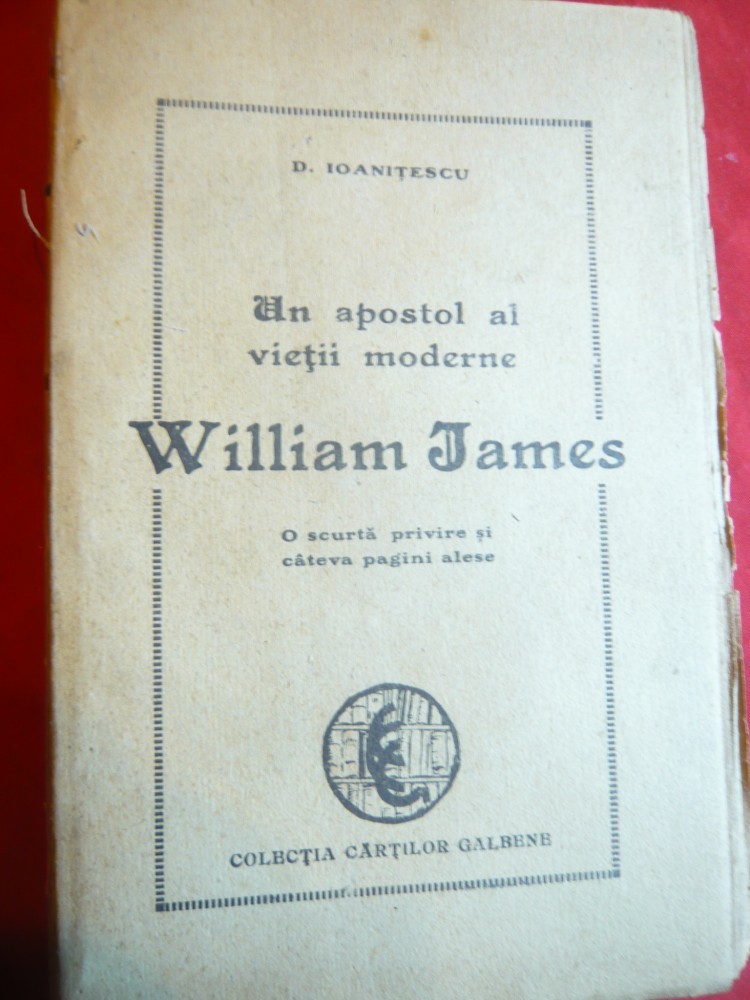 D. IOANIȚESCU
Un apostol al
vieții moderne
William James
O scurtă privire și
câteva pagini alese
COLECȚIA CĂRȚILOR GALBENE